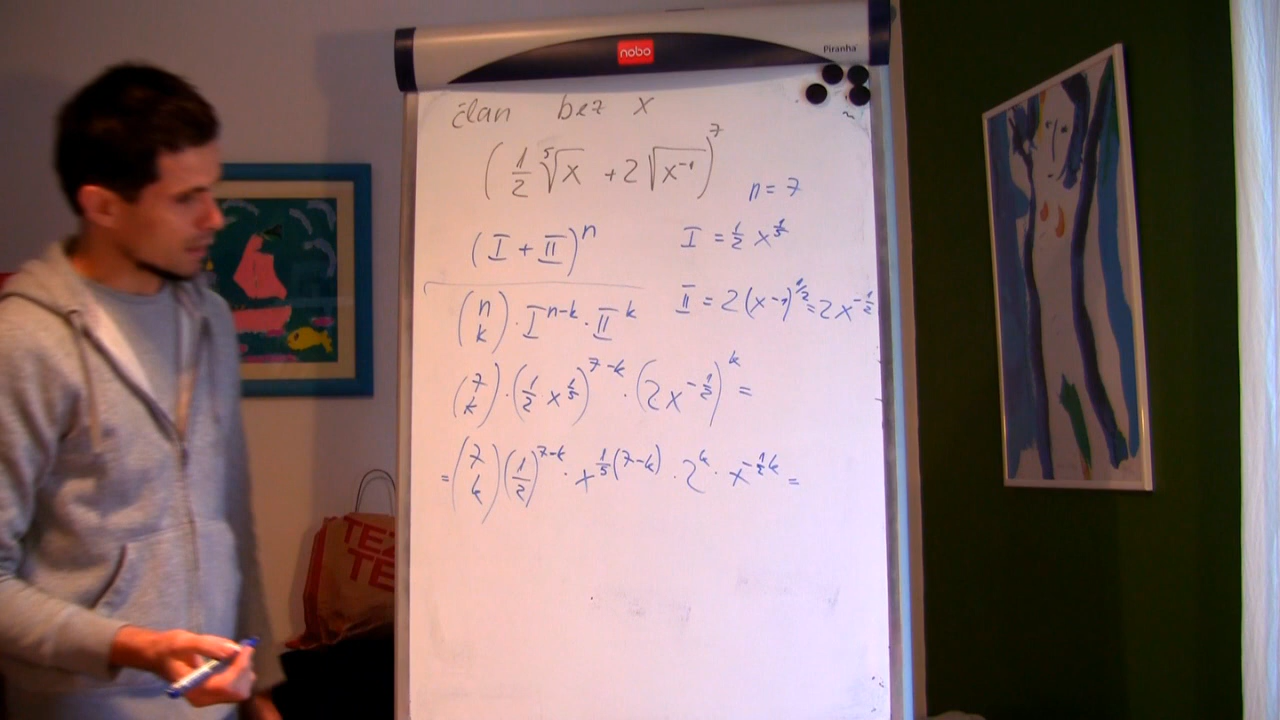 nobo
Piranha
član bez x
(1/2 ⁵√x + 2√x⁻¹)⁷
n = 7
(I + II)ⁿ
I = 1/2 x^(1/5)
(n k) · I^(n-k) · II^k
II = 2(x⁻¹)^(1/2) = 2x^(-1/2)
(7 k) · (1/2 x^(1/5))^(7-k) · (2x^(-1/2))^k =
= (7 k) (1/2)^(7-k) · x^(1/5(7-k)) · 2^k · x^(-1/2 k) =